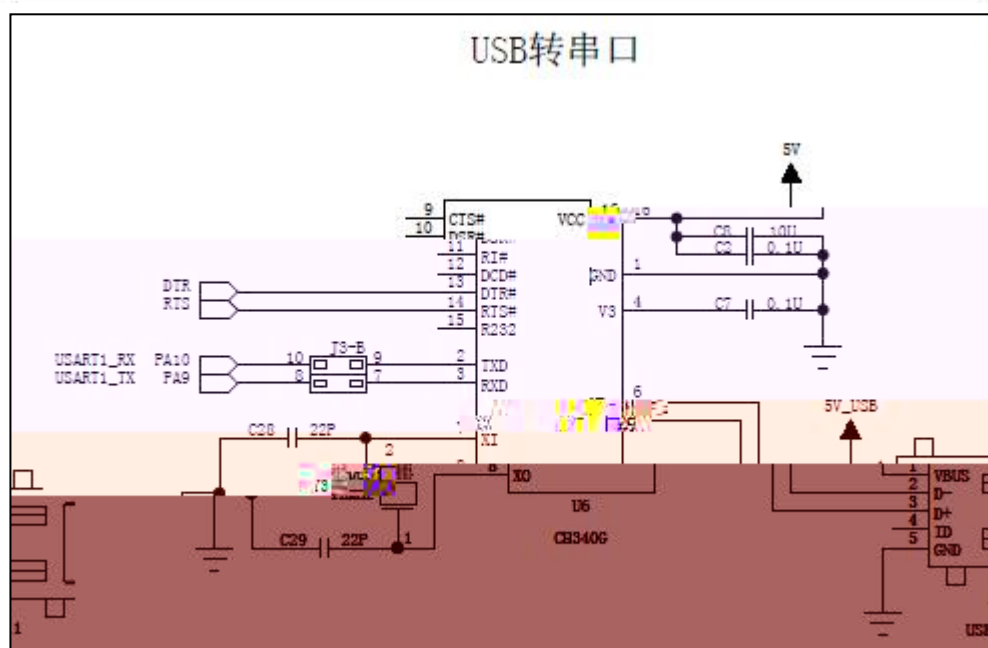 USB转串口
5V
9 CTS# VCC 16
10 DSR# C8 10U
11 RI# C2 0.1U
12 DCD# GND 1
DTR 13 DTR#
RTS 14 RTS# V3 4 C7 0.1U
15 R232
USART1_RX PA10 10 J3-B 9 2 TXD
USART1_TX PA9 8 7 3 RXD
6
5V_USB
C28 22P XI
2
8 XO 1 VBUS
2 D-
U6 3 D+
4 ID
C29 22P 1 CH340G 5 GND
1